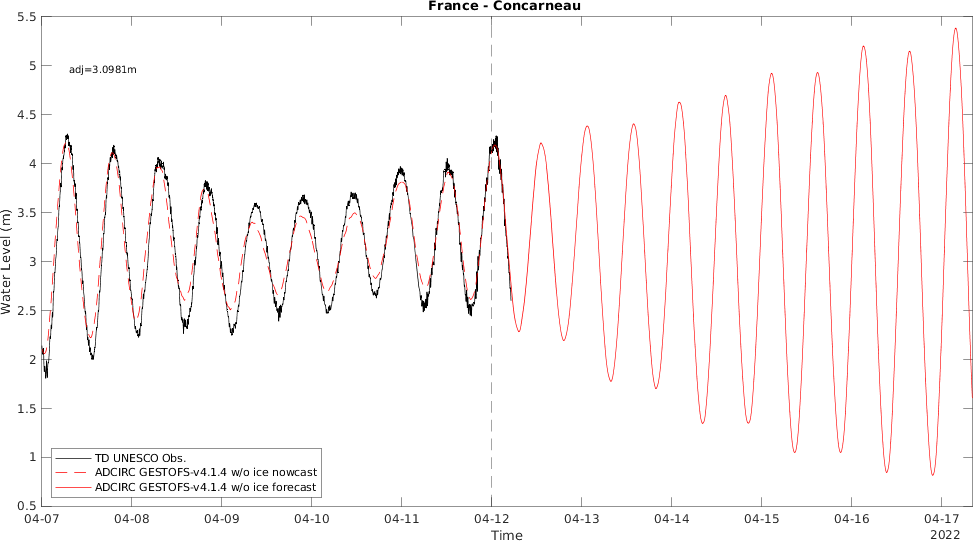 France - Concarneau
adj=3.0981m
5.5
5
4.5
4
3.5
3
2.5
2
1.5
1
0.5
Water Level (m)
TD UNESCO Obs.
ADCIRC GESTOFS-v4.1.4 w/o ice nowcast
ADCIRC GESTOFS-v4.1.4 w/o ice forecast
04-07 04-08 04-09 04-10 04-11 04-12 04-13 04-14 04-15 04-16 04-17
Time
2022